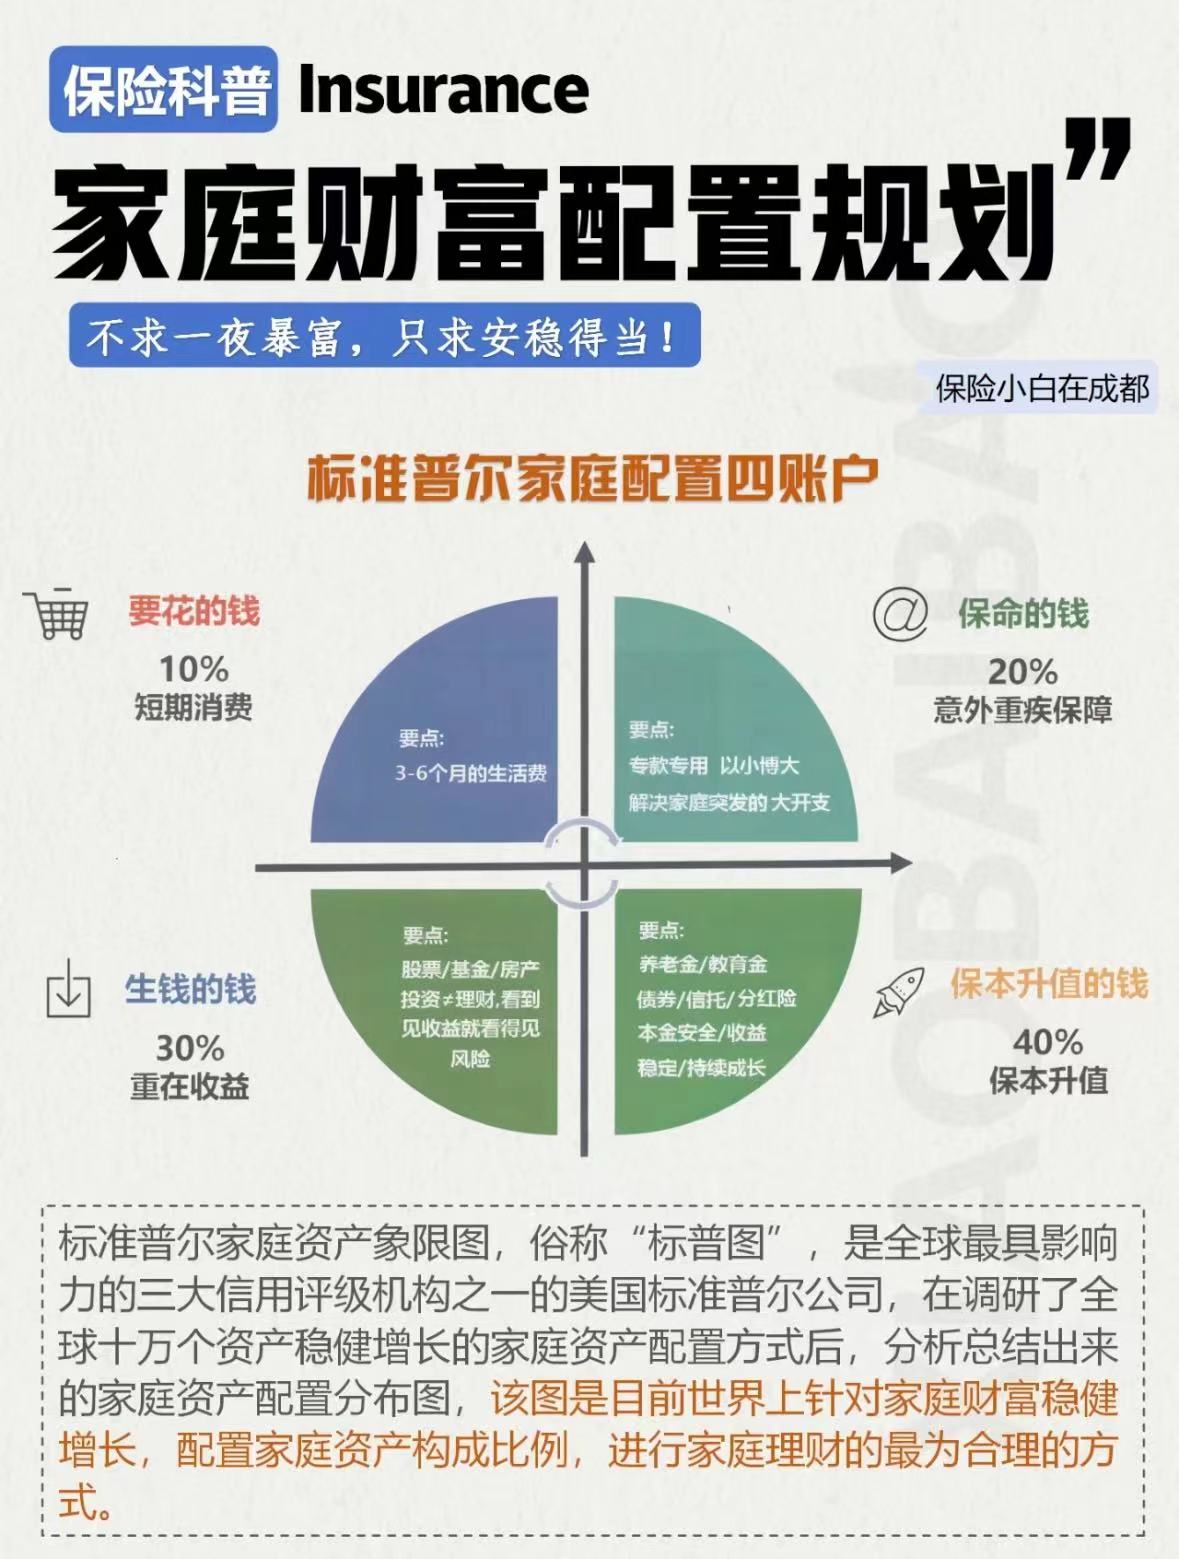 保险科普 Insurance
家庭财富配置规划”
不求一夜暴富，只求安稳得当！
保险小白在成都
标准普尔家庭配置四账户
要花的钱
10%
短期消费
要点:
3-6个月的生活费
@ 保命的钱
20%
意外重疾保障
要点:
专款专用 以小博大
解决家庭突发的大开支
生钱的钱
30%
重在收益
要点:
股票/基金/房产
投资≠理财,看到
见收益就看得见
风险
保本升值的钱
40%
保本升值
要点:
养老金/教育金
债券/信托/分红险
本金安全/收益
稳定/持续成长
标准普尔家庭资产象限图，俗称“标普图”，是全球最具影响
力的三大信用评级机构之一的美国标准普尔公司，在调研了全
球十万个资产稳健增长的家庭资产配置方式后，分析总结出来
的家庭资产配置分布图，该图是目前世界上针对家庭财富稳健
增长，配置家庭资产构成比例，进行家庭理财的最为合理的方
式。